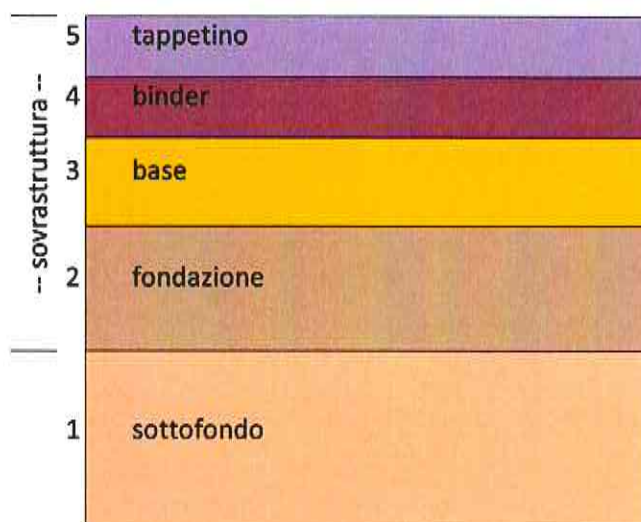 5 tappetino
4 binder
3 base
2 fondazione
1 sottofondo
-- sovrastruttura --